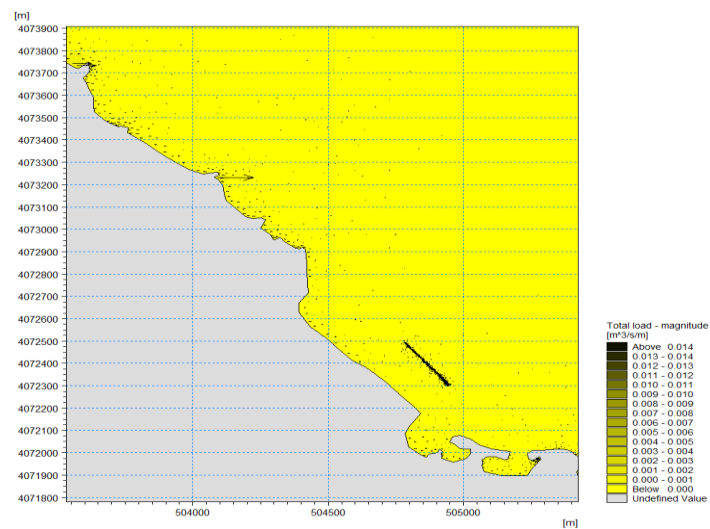 [m]
4073900
4073800
4073700
4073600
4073500
4073400
4073300
4073200
4073100
4073000
4072900
4072800
4072700
4072600
4072500
4072400
4072300
4072200
4072100
4072000
4071900
4071800
504000 504500 505000
[m]
Total load - magnitude
[m^3/s/m]
Above 0.014
0.013 - 0.014
0.012 - 0.013
0.011 - 0.012
0.010 - 0.011
0.009 - 0.010
0.008 - 0.009
0.007 - 0.008
0.006 - 0.007
0.005 - 0.006
0.004 - 0.005
0.003 - 0.004
0.002 - 0.003
0.001 - 0.002
0.000 - 0.001
Below 0.000
Undefined Value